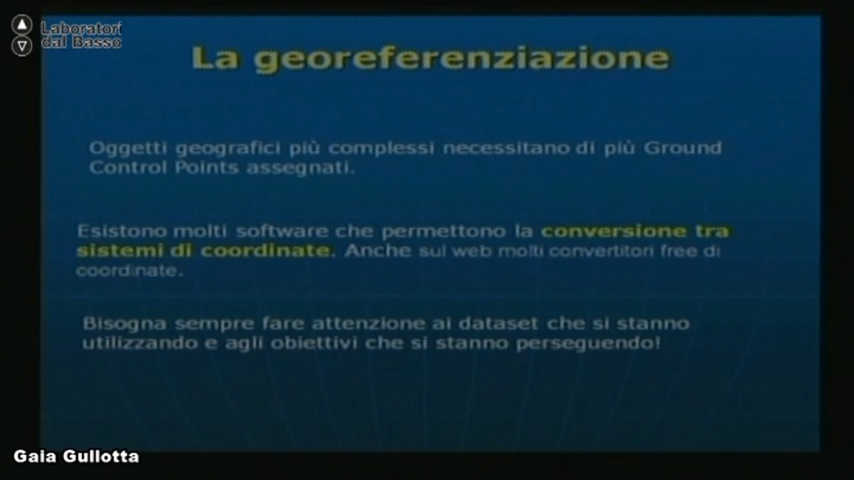 Laboratori
dal Basso
La georeferenziazione
Oggetti geografici più complessi necessitano di più Ground
Control Points assegnati.
Esistono molti software che permettono la conversione tra
sistemi di coordinate. Anche sul web molti convertitori free di
coordinate.
Bisogna sempre fare attenzione ai dataset che si stanno
utilizzando e agli obiettivi che si stanno perseguendo!
Gaia Gullotta